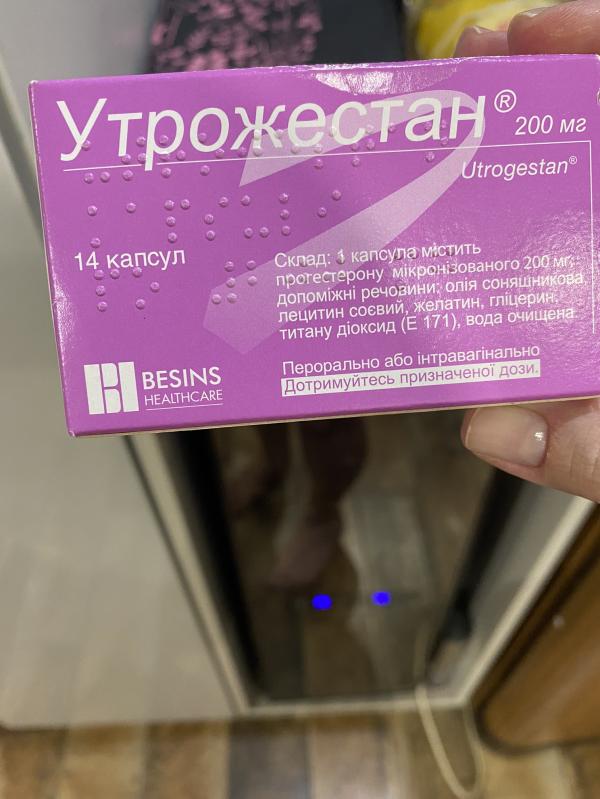 Утрожестан® 200 мг
Utrogestan®
14 капсул
Склад: 1 капсула містить
прогестерону мікронізованого 200 мг;
допоміжні речовини: олія соняшникова,
лецитин соєвий, желатин, гліцерин,
титану діоксид (Е 171), вода очищена.
Перорально або інтравагінально
Дотримуйтесь призначеної дози.
BESINS
HEALTHCARE